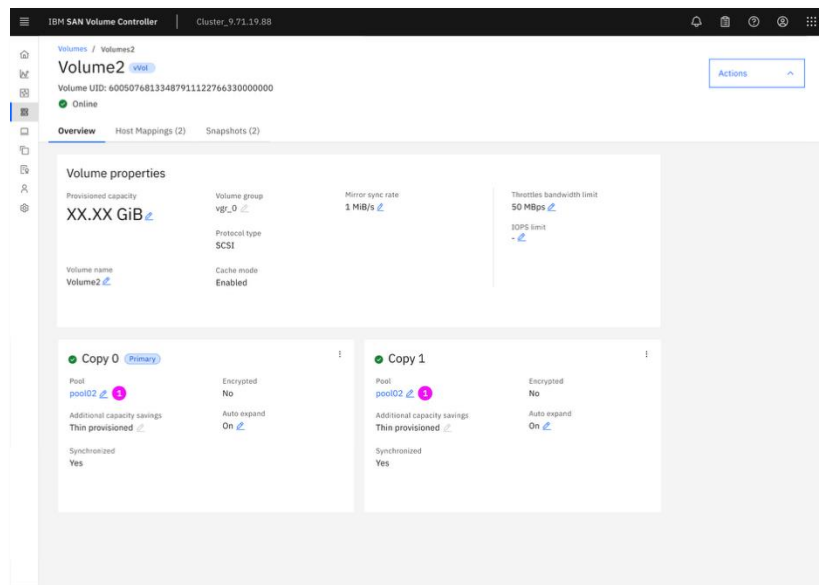 IBM SAN Volume Controller
Cluster_9.71.19.88
Volumes / Volumes2
Volume2 vVol
Volume UID: 60050768133487911122766330000000
Online
Actions
Overview Host Mappings (2) Snapshots (2)
Volume properties
Provisioned capacity
XX.XX GiB
Volume name
Volume2
Volume group
vgr_0
Protocol type
SCSI
Cache mode
Enabled
Mirror sync rate
1 MiB/s
Throttles bandwidth limit
50 MBps
IOPS limit
-
Copy 0 Primary
Pool
pool02 1
Additional capacity savings
Thin provisioned
Synchronized
Yes
Encrypted
No
Auto expand
On
Copy 1
Pool
pool02 1
Additional capacity savings
Thin provisioned
Synchronized
Yes
Encrypted
No
Auto expand
On